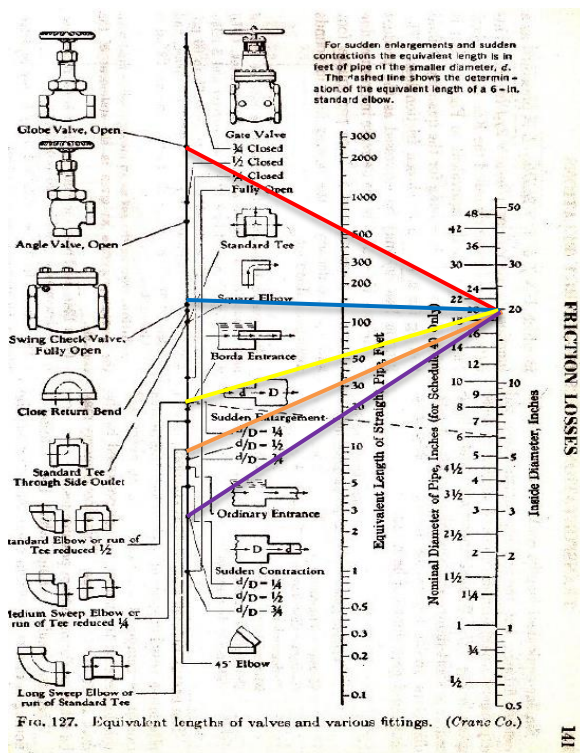 For sudden enlargements and sudden
contractions the equivalent length is in
feet of pipe of the smaller diameter, d.
The dashed line shows the determin-
ation of the equivalent length of a 6-in.
standard elbow.
Globe Valve, Open
Gate Valve
¾ Closed
½ Closed
¼ Closed
Fully Open
Angle Valve, Open
Standard Tee
Square Elbow
Swing Check Valve,
Fully Open
Borda Entrance
Close Return Bend
d D
Sudden Enlargement
d/D-¼
d/D-½
d/D-¾
Standard Tee
Through Side Outlet
Ordinary Entrance
Standard Elbow or run of
Tee reduced ½
D d
Sudden Contraction
d/D-¼
d/D-½
d/D-¾
Medium Sweep Elbow or
run of Tee reduced ¼
45° Elbow
Long Sweep Elbow or
run of Standard Tee
3000
2000
1000
500
300
200
100
50
30
20
10
5
3
2
1
0.5
0.3
0.2
0.1
Equivalent Length of Straight Pipe, Feet
48
42
36
30
24
22
20
18
16
14
12
10
9
8
7
6
5
4½
4
3½
3
2½
2
1½
1¼
1
¾
½
Nominal Diameter of Pipe, Inches (for Schedule 40 Only)
50
30
20
10
5
3
2
1
0.5
Inside Diameter, Inches
FRICTION LOSSES
141
FIG. 127. Equivalent lengths of valves and various fittings. (Crane Co.)